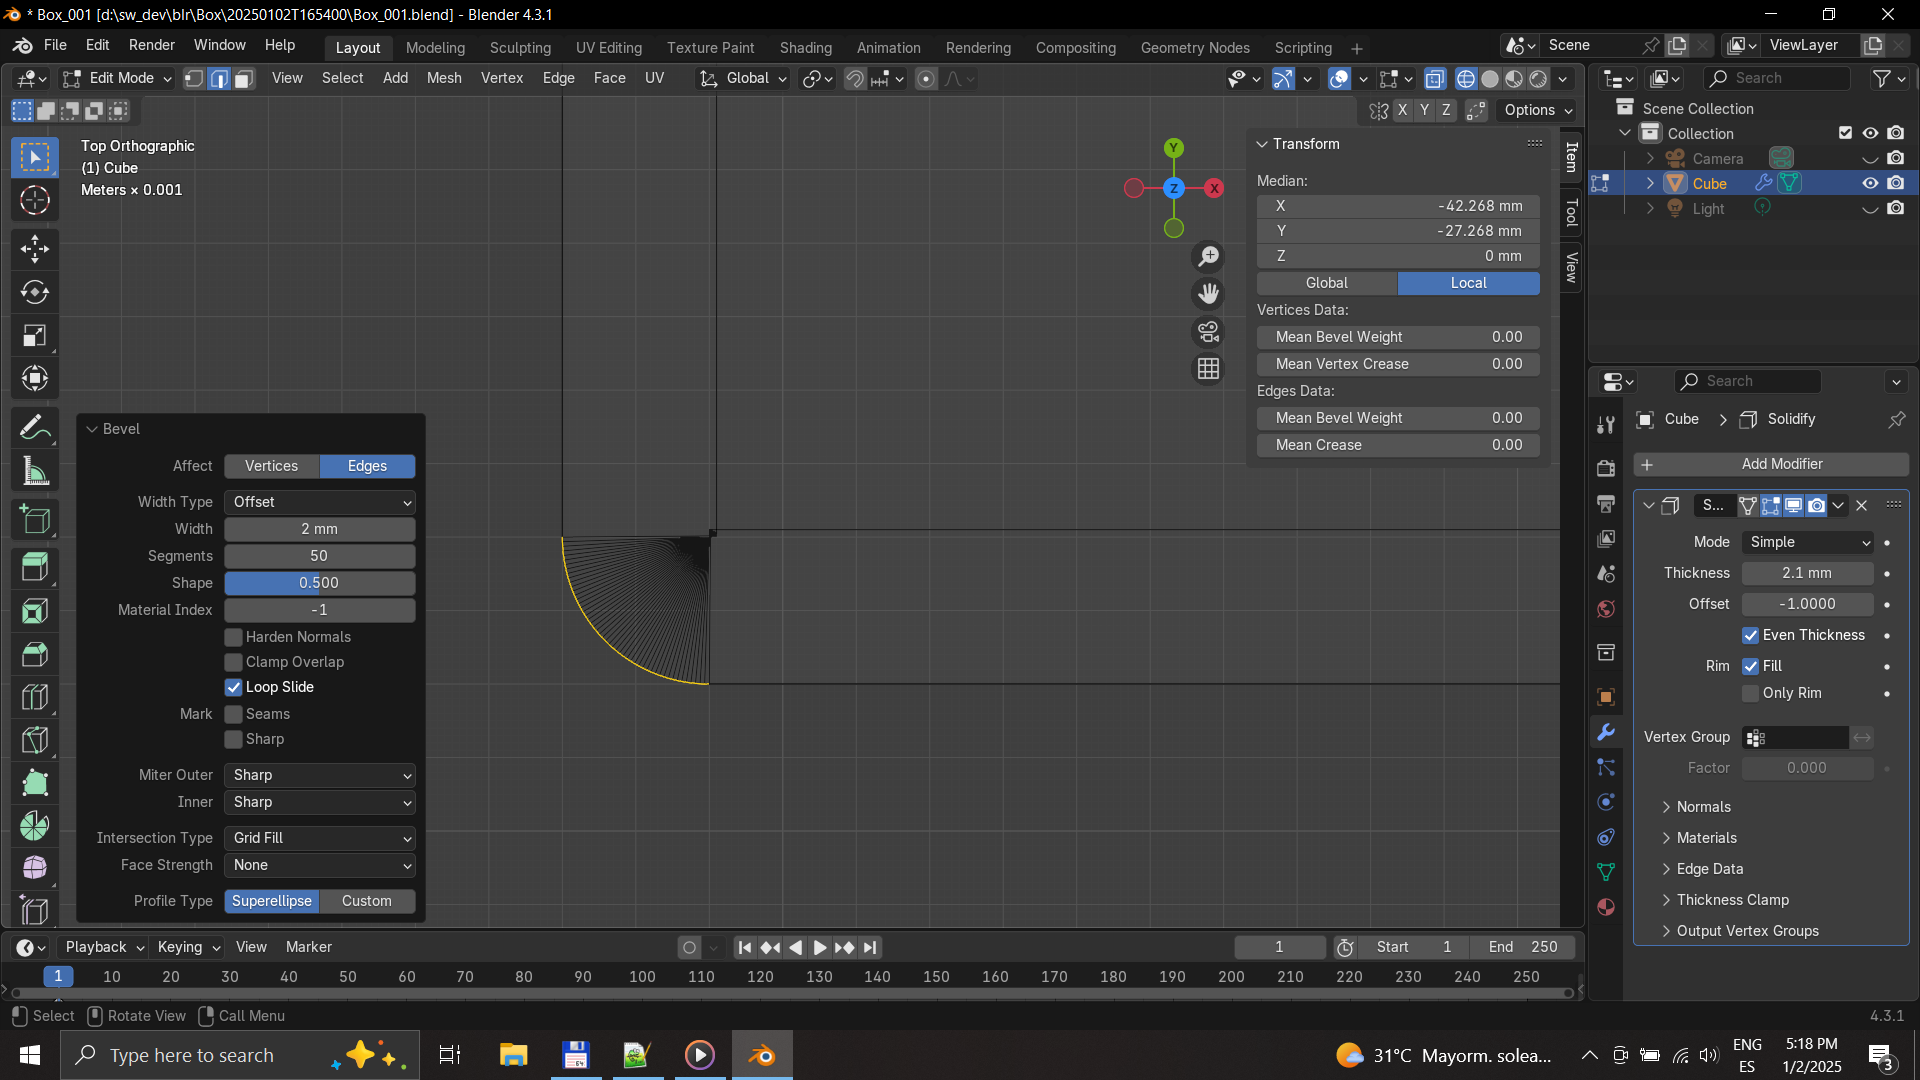 * Box_001 [d:\sw_dev\blr\Box\20250102T165400\Box_001.blend] - Blender 4.3.1
File Edit Render Window Help Layout Modeling Sculpting UV Editing Texture Paint Shading Animation Rendering Compositing Geometry Nodes Scripting + Scene ViewLayer
Edit Mode View Select Add Mesh Vertex Edge Face UV Global Search
X Y Z Options
Top Orthographic
(1) Cube
Meters × 0.001
Y
Z X
Transform
Median:
X -42.268 mm
Y -27.268 mm
Z 0 mm
Global Local
Vertices Data:
Mean Bevel Weight 0.00
Mean Vertex Crease 0.00
Edges Data:
Mean Bevel Weight 0.00
Mean Crease 0.00
Item
Tool
View
Scene Collection
Collection
Camera
Cube
Light
Search
Cube > Solidify
+ Add Modifier
S...
Mode Simple
Thickness 2.1 mm
Offset -1.0000
Even Thickness
Rim Fill
Only Rim
Vertex Group
Factor 0.000
Normals
Materials
Edge Data
Thickness Clamp
Output Vertex Groups
Bevel
Affect Vertices Edges
Width Type Offset
Width 2 mm
Segments 50
Shape 0.500
Material Index -1
Harden Normals
Clamp Overlap
Loop Slide
Mark Seams
Sharp
Miter Outer Sharp
Inner Sharp
Intersection Type Grid Fill
Face Strength None
Profile Type Superellipse Custom
Playback Keying View Marker 1 Start 1 End 250
1 10 20 30 40 50 60 70 80 90 100 110 120 130 140 150 160 170 180 190 200 210 220 230 240 250
Select Rotate View Call Menu 4.3.1
Type here to search
64
31°C Mayorm. solea...
ENG
ES
5:18 PM
1/2/2025
3